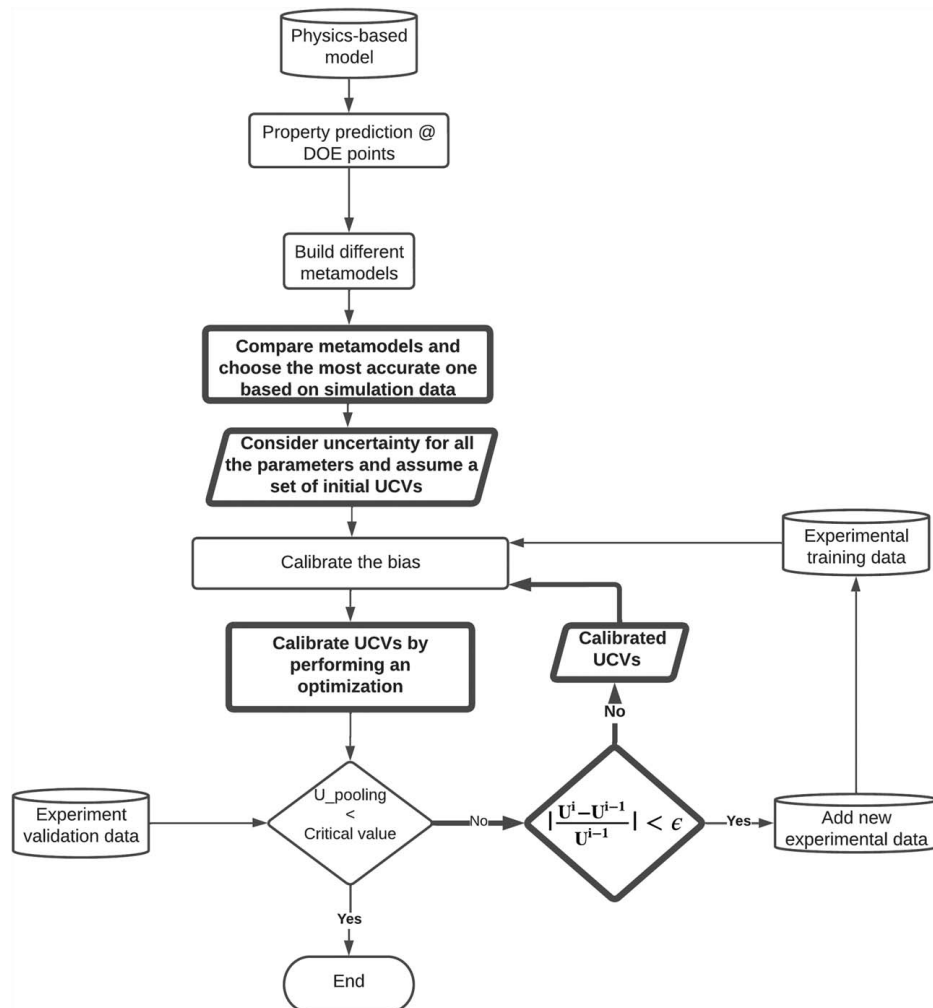 Physics-based
model
Property prediction @
DOE points
Build different
metamodels
Compare metamodels and
choose the most accurate one
based on simulation data
Consider uncertainty for all
the parameters and assume a
set of initial UCVs
Calibrate the bias
Experimental
training data
Calibrate UCVs by
performing an
optimization
Calibrated
UCVs
No
U_pooling
<
Critical value
Experiment
validation data
No
|U^i−U^{i−1}/U^{i−1}| < ϵ
Yes
Add new
experimental data
Yes
End